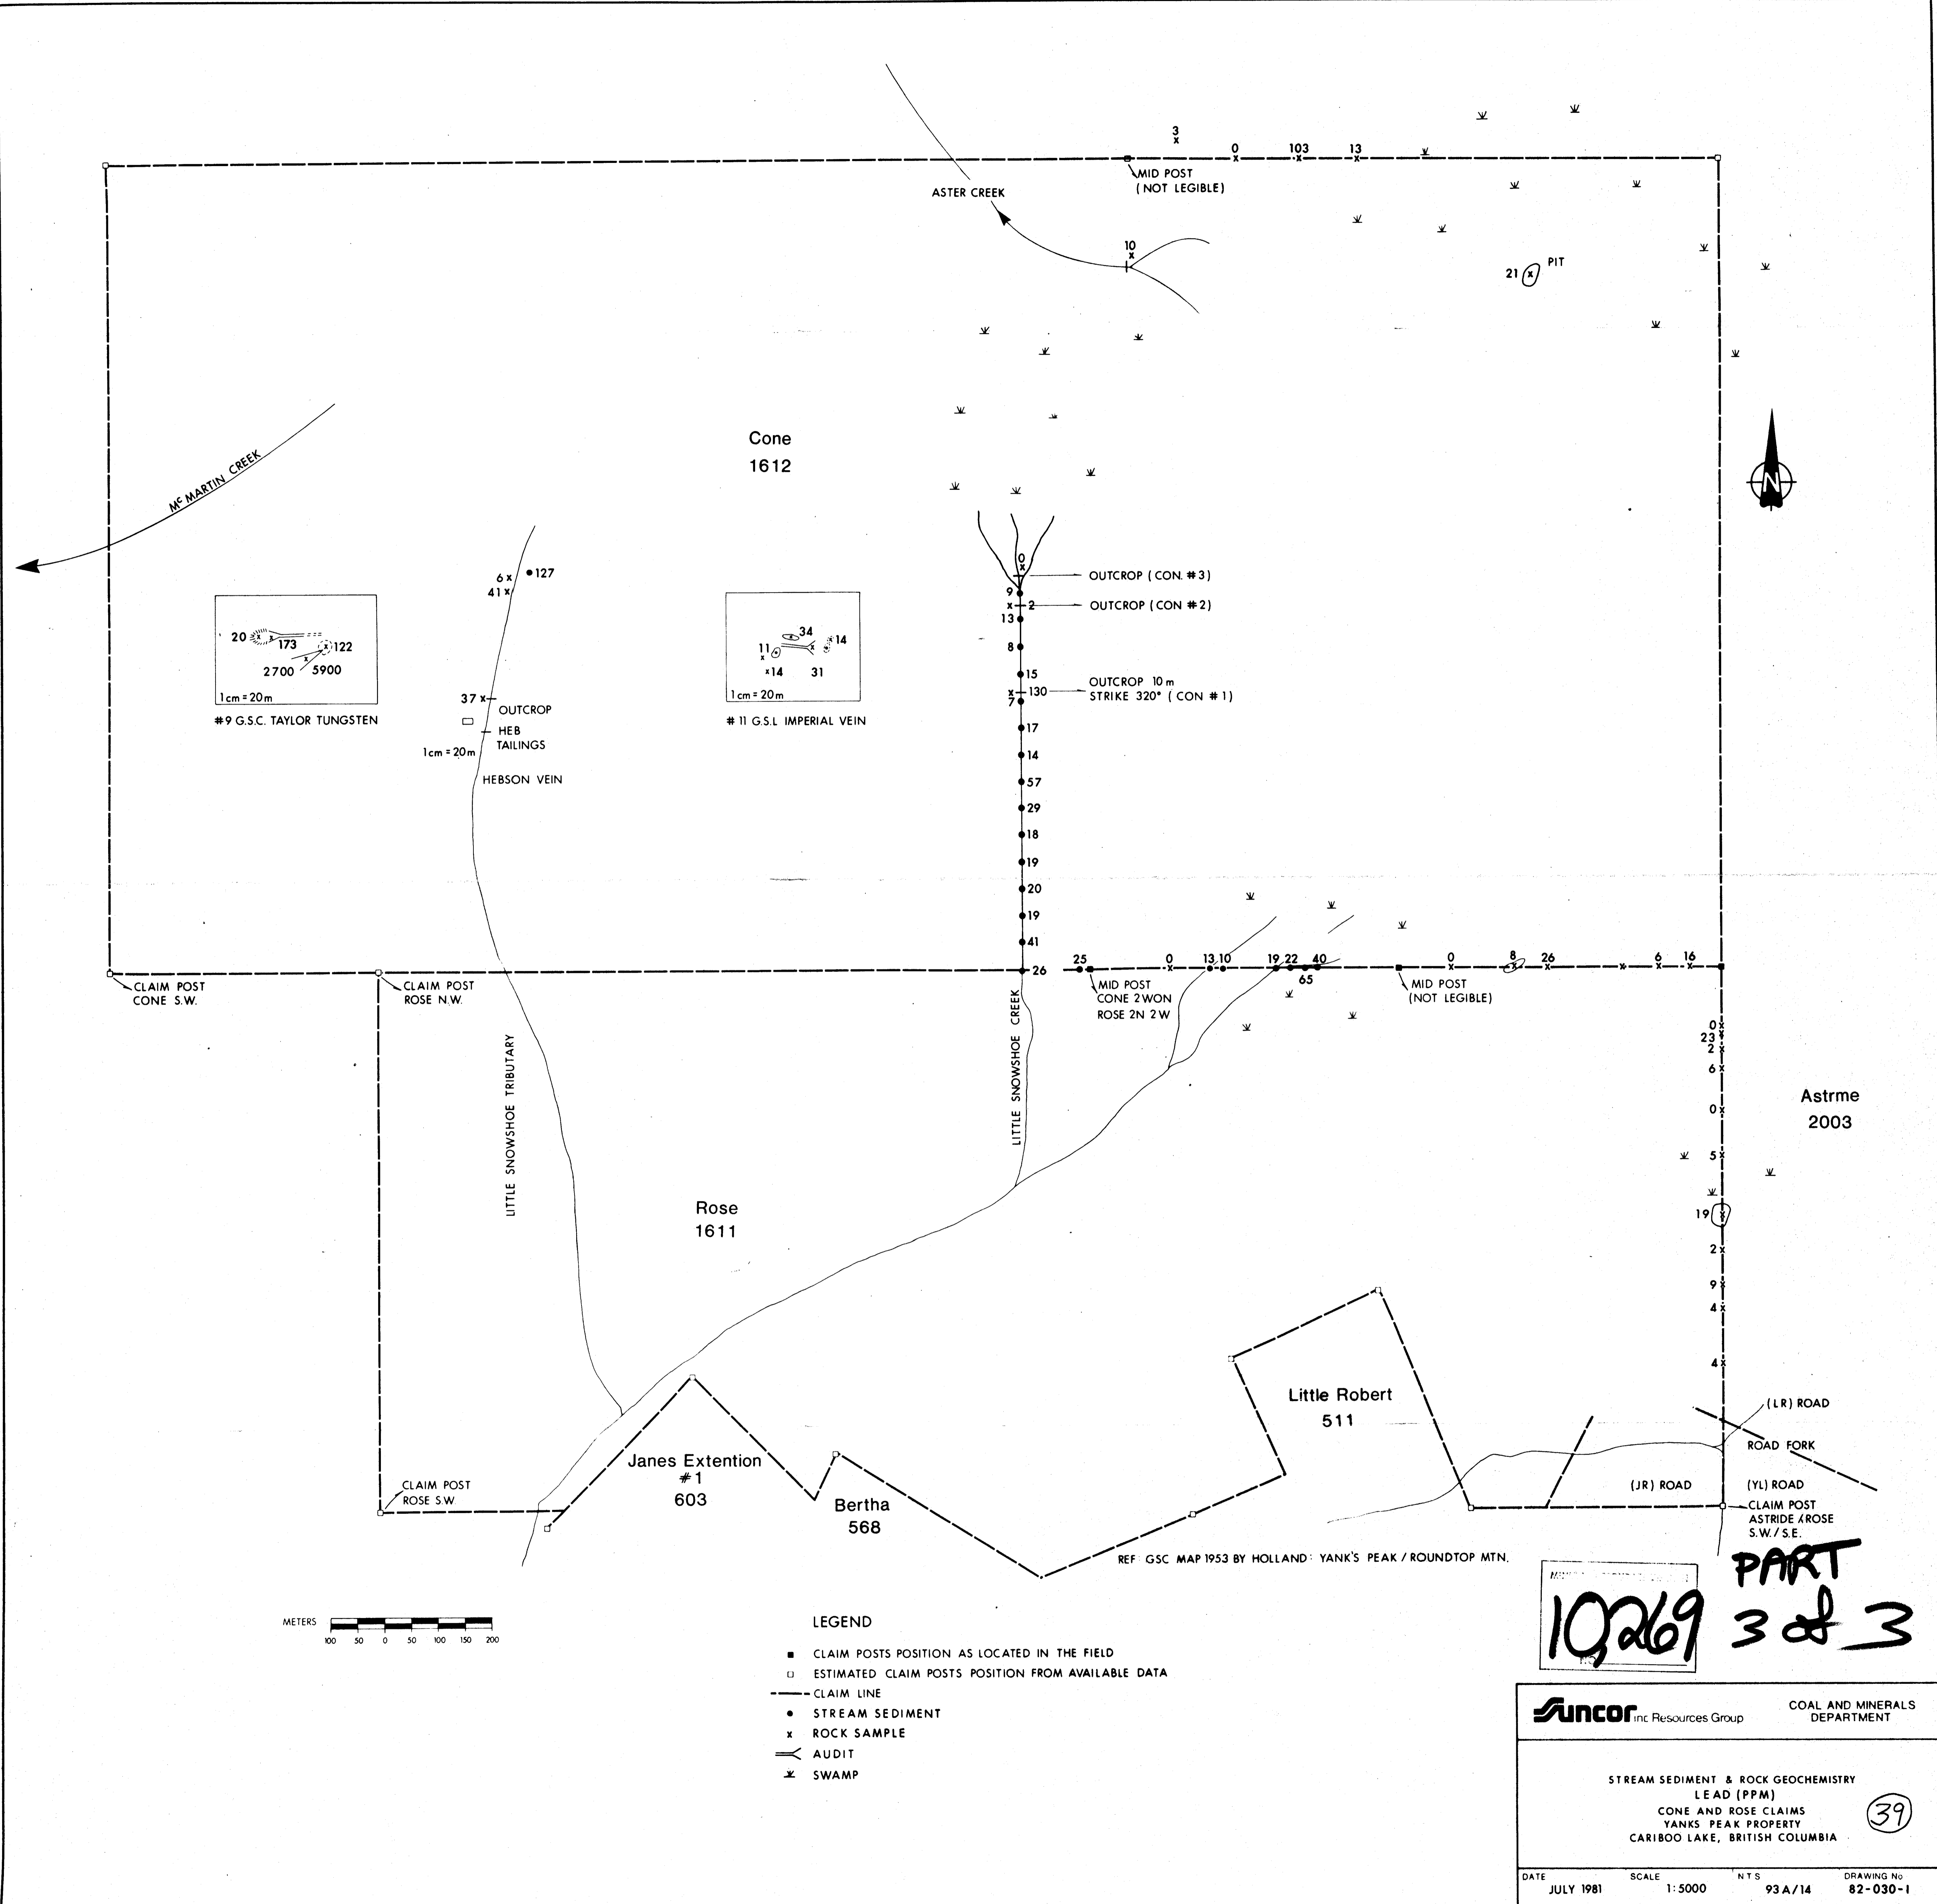 3
0
103
13
MID POST
(NOT LEGIBLE)
ASTER CREEK
10
21
PIT
Cone
1612
Mc MARTIN CREEK
N
6
127
41
0
OUTCROP (CON. #3)
9
2
OUTCROP (CON #2)
13
8
15
OUTCROP 10 m
STRIKE 320° (CON #1)
130
7
17
14
57
29
18
19
20
19
41
26
20
173
122
2700
5900
1cm = 20m
#9 G.S.C. TAYLOR TUNGSTEN
34
14
11
14
31
1cm = 20m
#11 G.S.L IMPERIAL VEIN
37
OUTCROP
HEB
TAILINGS
1cm = 20m
HEBSON VEIN
CLAIM POST
CONE S.W.
CLAIM POST
ROSE N.W.
25
0
13
10
19
22
40
65
0
8
26
6
16
MID POST
CONE 2WON
ROSE 2N 2W
MID POST
(NOT LEGIBLE)
LITTLE SNOWSHOE TRIBUTARY
LITTLE SNOWSHOE CREEK
0
23
2
6
0
5
19
2
9
4
4
Astrme
2003
Rose
1611
Little Robert
511
Janes Extention
#1
603
Bertha
568
CLAIM POST
ROSE S.W
(LR) ROAD
ROAD FORK
(JR) ROAD
(YL) ROAD
CLAIM POST
ASTRIDE & ROSE
S.W./S.E.
REF: GSC MAP 1953 BY HOLLAND: YANK'S PEAK / ROUNDTOP MTN.
PART
3 of 3
10,269
NO.
METERS
100 50 0 50 100 150 200
LEGEND
CLAIM POSTS POSITION AS LOCATED IN THE FIELD
ESTIMATED CLAIM POSTS POSITION FROM AVAILABLE DATA
CLAIM LINE
STREAM SEDIMENT
ROCK SAMPLE
AUDIT
SWAMP
Suncor inc Resources Group
COAL AND MINERALS
DEPARTMENT
STREAM SEDIMENT & ROCK GEOCHEMISTRY
LEAD (PPM)
CONE AND ROSE CLAIMS
YANKS PEAK PROPERTY
CARIBOO LAKE, BRITISH COLUMBIA
39
DATE
JULY 1981
SCALE
1:5000
NTS
93 A/14
DRAWING No
82-030-1